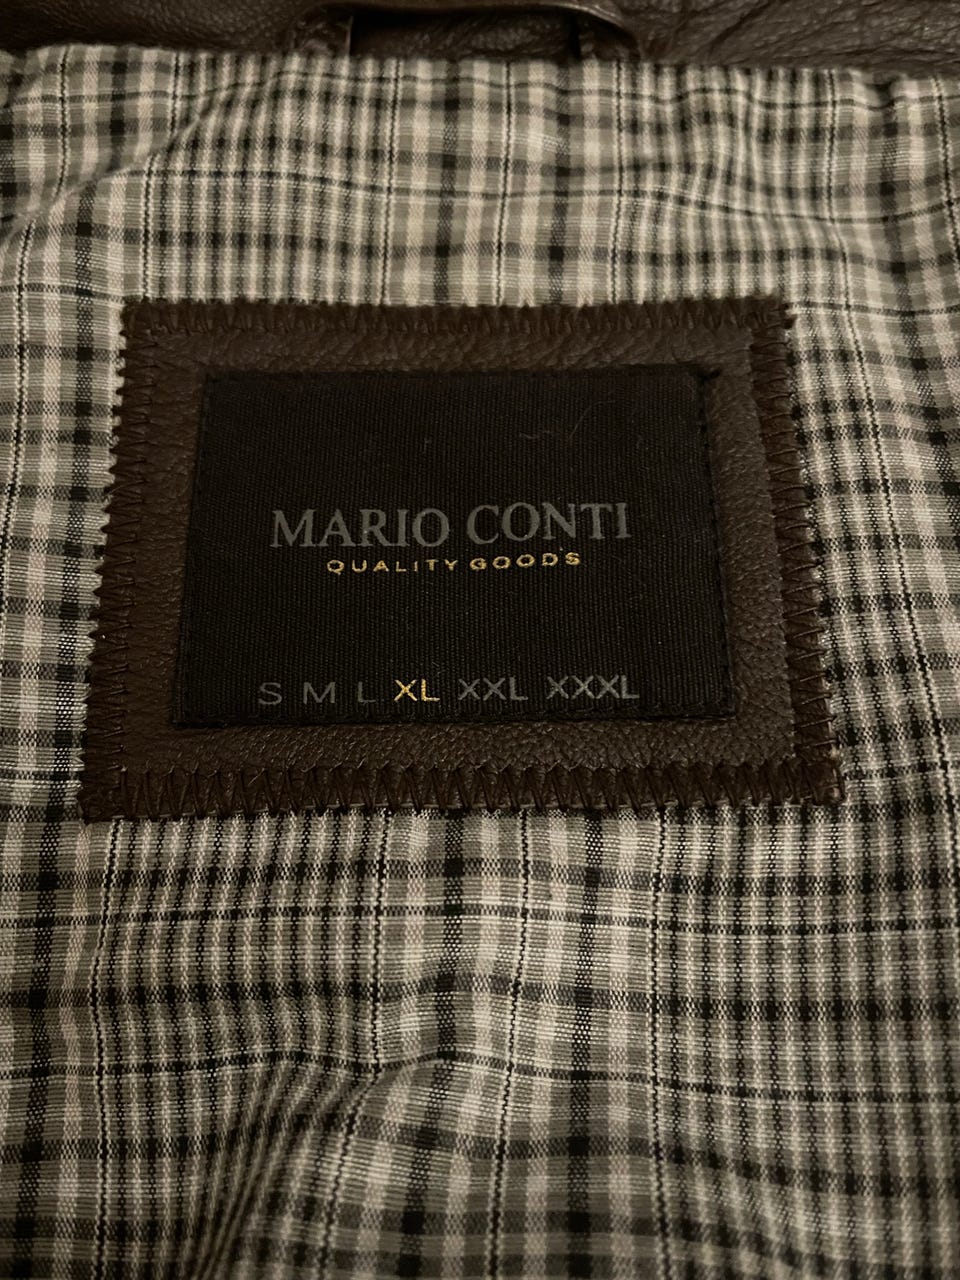 MARIO CONTI
QUALITY GOODS
S M L XL XXL XXXL